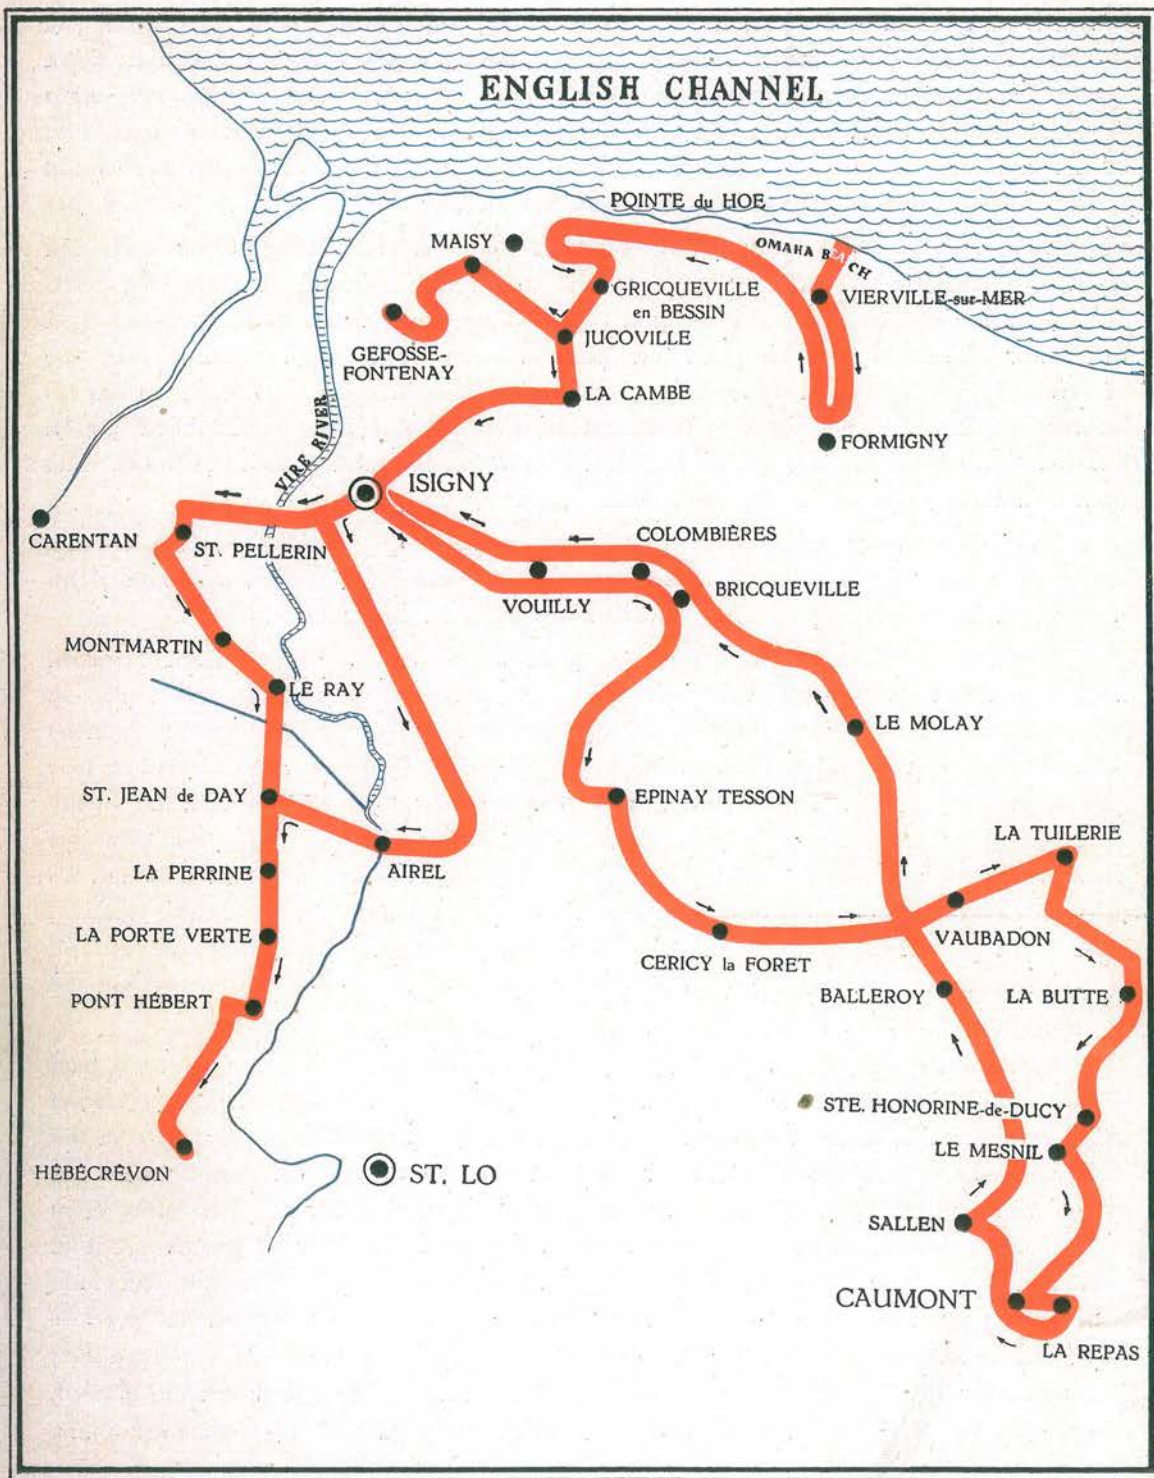 ENGLISH CHANNEL
POINTE du HOE
MAISY
OMAHA BEACH
GRICQUEVILLE
en BESSIN
VIERVILLE-sur-MER
JUCOVILLE
GEFOSSE-
FONTENAY
LA CAMBE
VIRE RIVER
FORMIGNY
ISIGNY
CARENTAN
ST. PELLERIN
COLOMBIÈRES
VOUILLY
BRICQUEVILLE
MONTMARTIN
LE RAY
LE MOLAY
ST. JEAN de DAY
EPINAY TESSON
LA TUILERIE
LA PERRINE
AIREL
LA PORTE VERTE
VAUBADON
CERICY la FORET
PONT HÉBERT
BALLEROY
LA BUTTE
STE. HONORINE-de-DUCY
LE MESNIL
HÉBÉCRÊVON
ST. LO
SALLEN
CAUMONT
LA REPAS